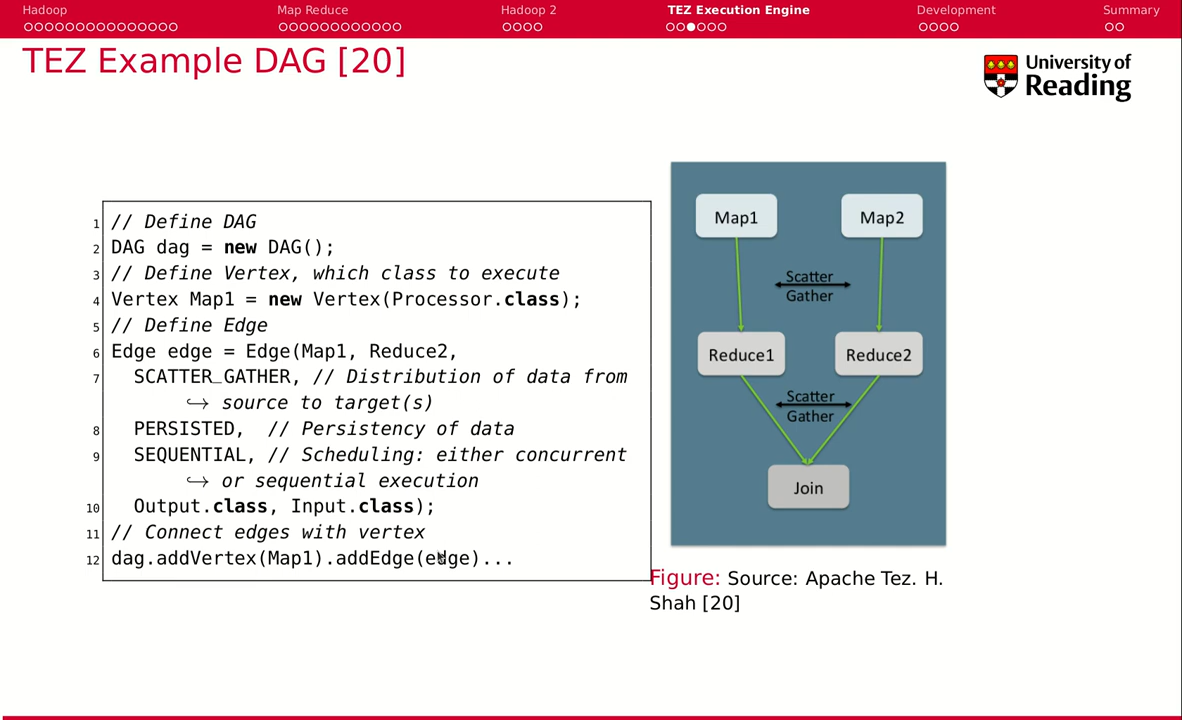 Hadoop
Map Reduce
Hadoop 2
TEZ Execution Engine
Development
Summary
TEZ Example DAG [20]
University of
Reading
1 // Define DAG
2 DAG dag = new DAG();
3 // Define Vertex, which class to execute
4 Vertex Map1 = new Vertex(Processor.class);
5 // Define Edge
6 Edge edge = Edge(Map1, Reduce2,
7 SCATTER_GATHER, // Distribution of data from
↪ source to target(s)
8 PERSISTED, // Persistency of data
9 SEQUENTIAL, // Scheduling: either concurrent
↪ or sequential execution
10 Output.class, Input.class);
11 // Connect edges with vertex
12 dag.addVertex(Map1).addEdge(edge)...
Map1
Map2
Scatter
Gather
Reduce1
Reduce2
Scatter
Gather
Join
Figure: Source: Apache Tez. H.
Shah [20]